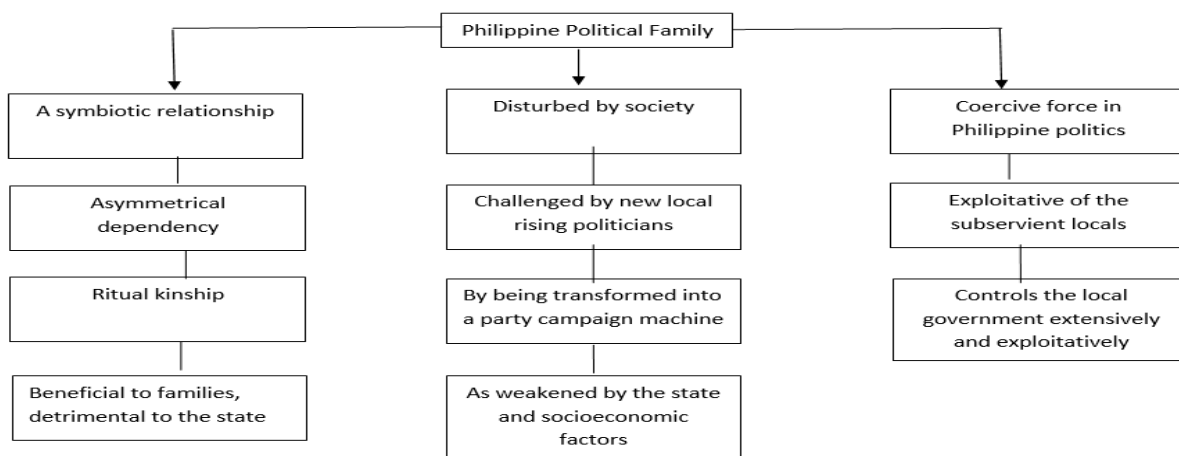 Philippine Political Family
A symbiotic relationship
Asymmetrical
dependency
Ritual kinship
Beneficial to families,
detrimental to the state
Disturbed by society
Challenged by new local
rising politicians
By being transformed into
a party campaign machine
As weakened by the state
and socioeconomic
factors
Coercive force in
Philippine politics
Exploitative of the
subservient locals
Controls the local
government extensively
and exploitatively